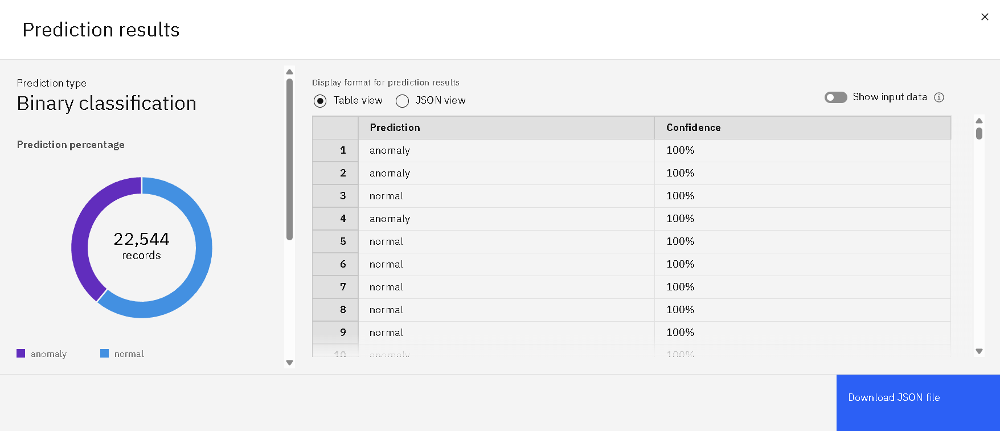 Prediction results
Prediction type
Binary classification
Prediction percentage
22,544
records
anomaly normal
Display format for prediction results
Table view JSON view
Show input data
Prediction Confidence
1 anomaly 100%
2 anomaly 100%
3 normal 100%
4 anomaly 100%
5 normal 100%
6 normal 100%
7 normal 100%
8 normal 100%
9 normal 100%
10 anomaly 100%
Download JSON file